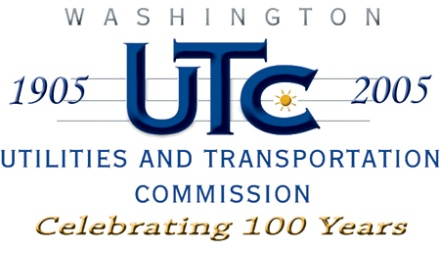 WASHINGTON
1905 UTC 2005
UTILITIES AND TRANSPORTATION
COMMISSION
Celebrating 100 Years